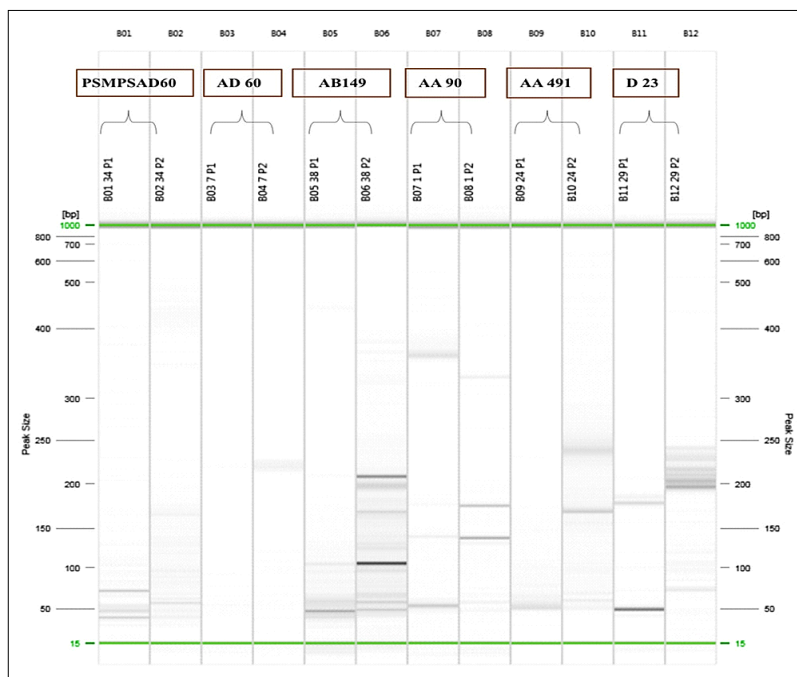 B01 B02 B03 B04 B05 B06 B07 B08 B09 B10 B11 B12
PSMPSAD60 AD 60 AB149 AA 90 AA 491 D 23
B01 34 P1
B02 34 P2
B03 7 P1
B04 7 P2
B05 38 P1
B06 38 P2
B07 1 P1
B08 1 P2
B09 24 P1
B10 24 P2
B11 29 P1
B12 29 P2
[bp] [bp]
1000 1000
800 800
700 700
600 600
500 500
400 400
300 300
250 250
200 200
150 150
100 100
50 50
15 15
Peak Size
Peak Size